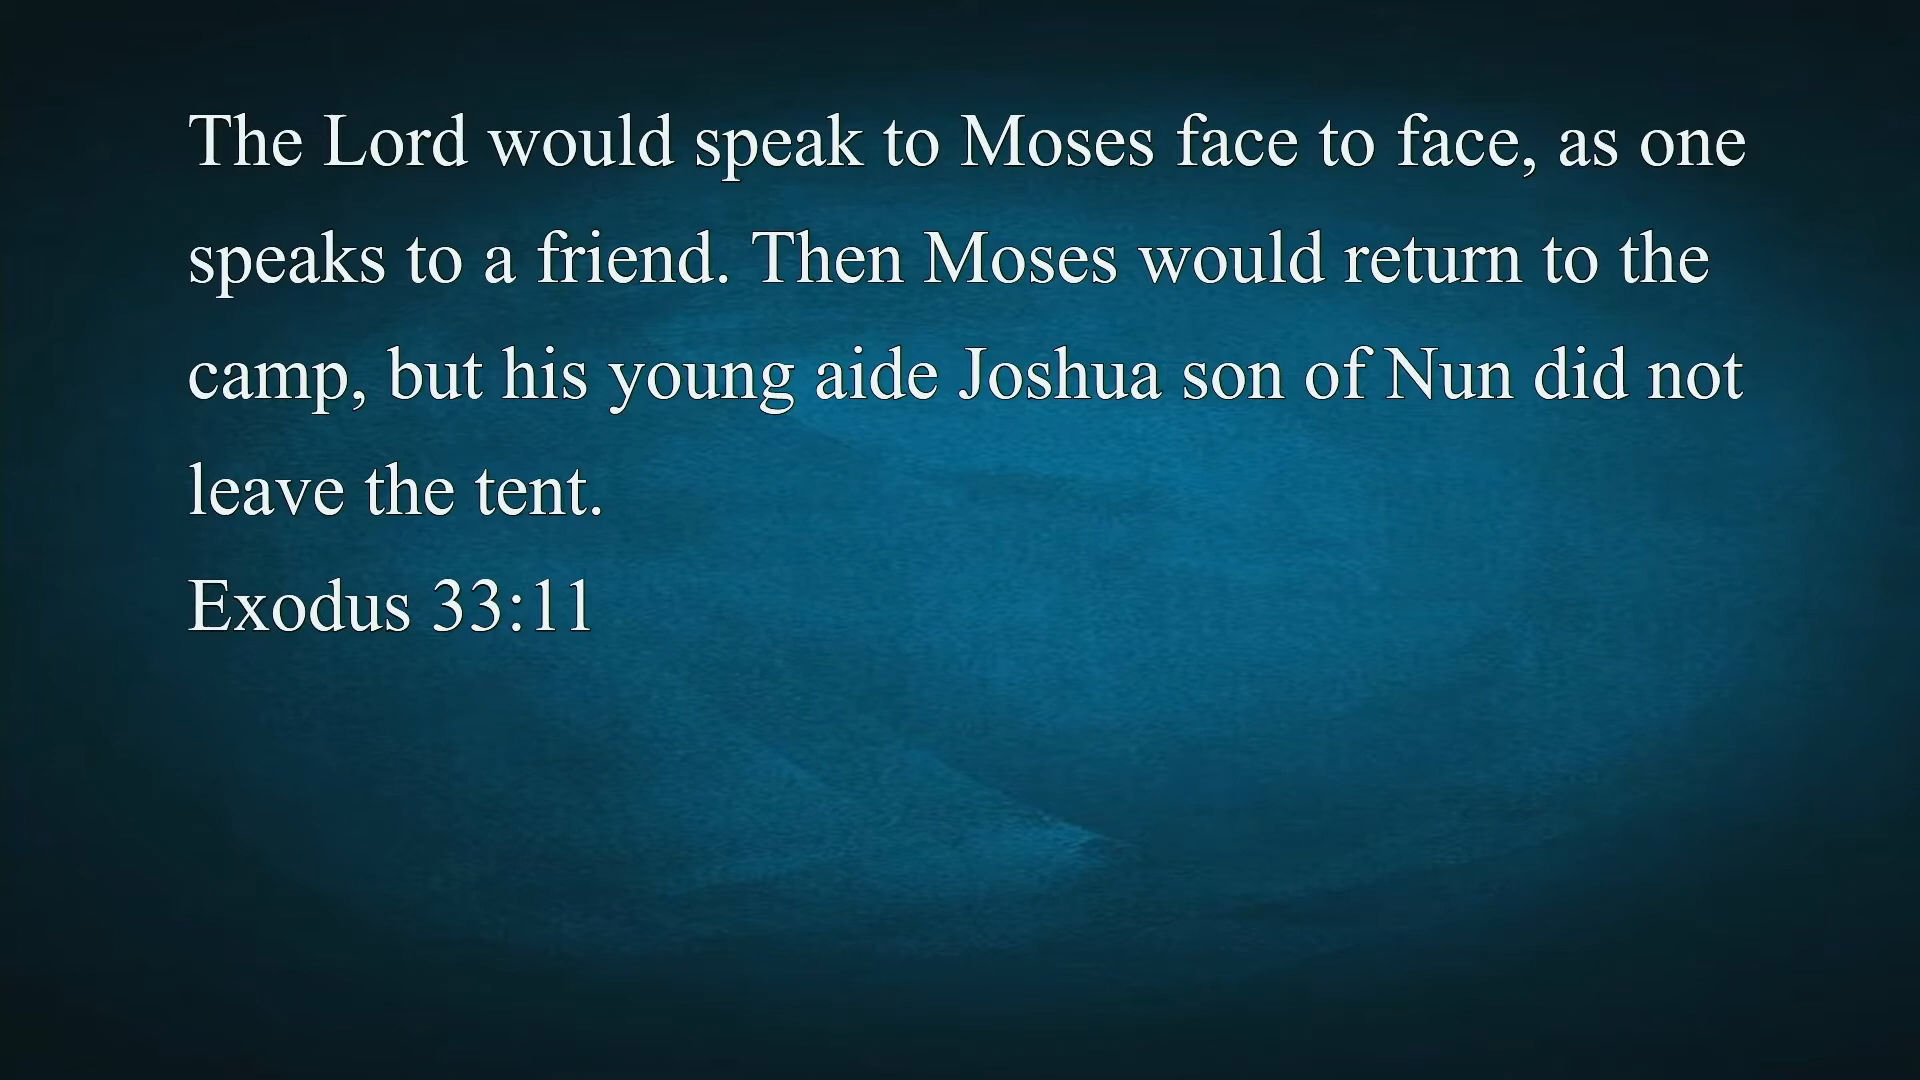 The Lord would speak to Moses face to face, as one
speaks to a friend. Then Moses would return to the
camp, but his young aide Joshua son of Nun did not
leave the tent.
Exodus 33:11